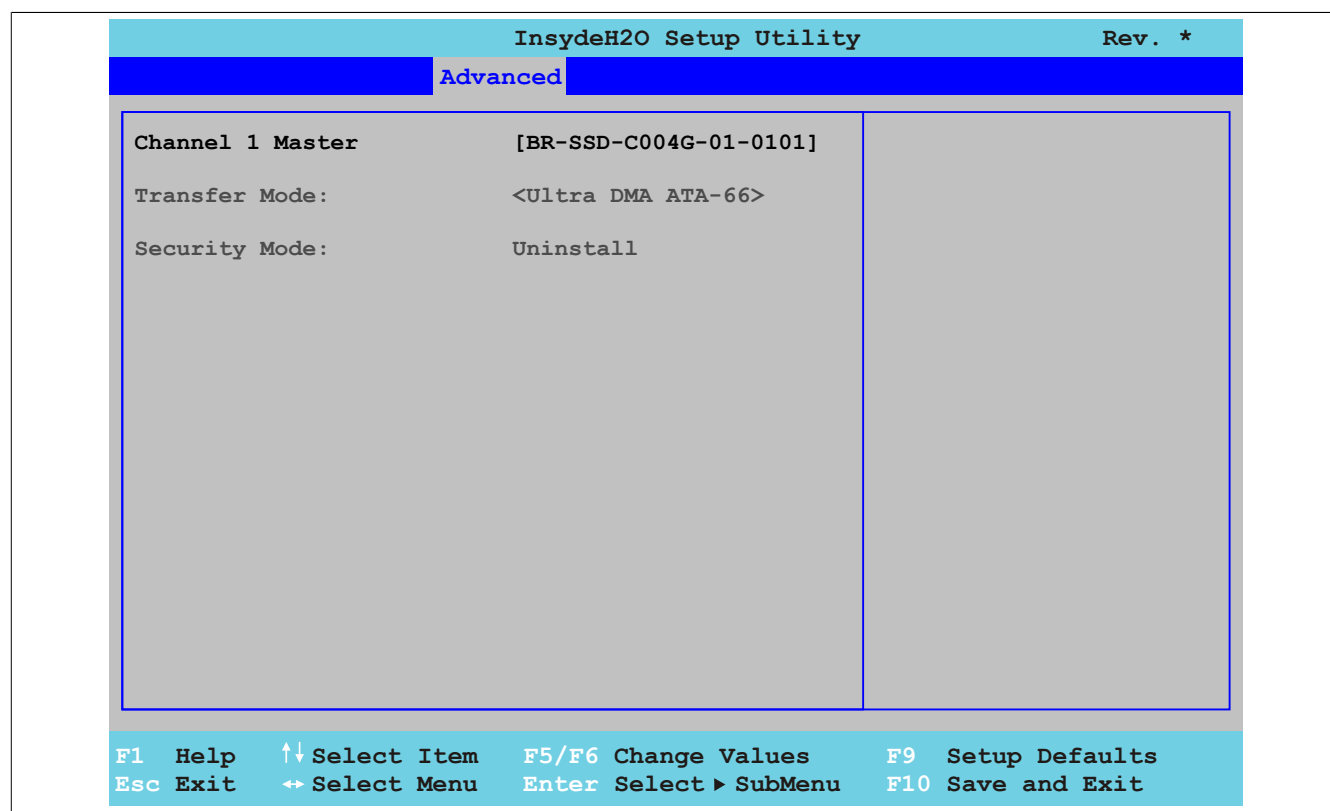 InsydeH2O Setup Utility Rev. *
Advanced
Channel 1 Master [BR-SSD-C004G-01-0101]
Transfer Mode: <Ultra DMA ATA-66>
Security Mode: Uninstall
F1 Help ↑↓ Select Item F5/F6 Change Values F9 Setup Defaults
Esc Exit ↔ Select Menu Enter Select ▶ SubMenu F10 Save and Exit